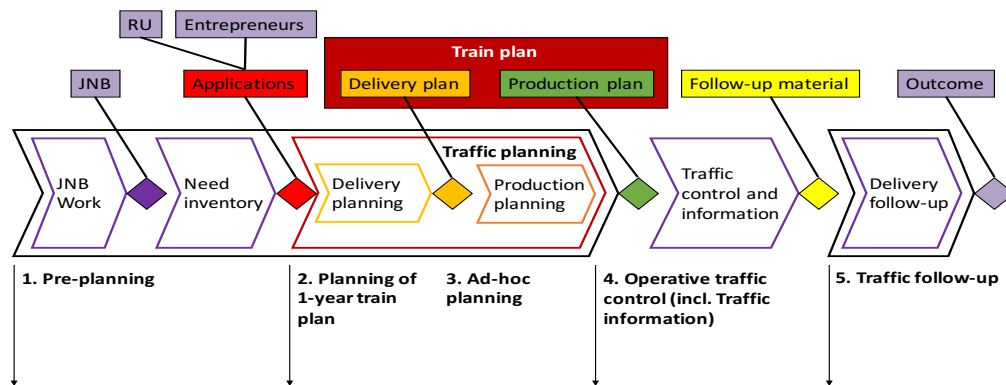 RU
Entrepreneurs
Train plan
JNB
Applications
Delivery plan
Production plan
Follow-up material
Outcome
Traffic planning
JNB
Work
Need
inventory
Delivery
planning
Production
planning
Traffic
control and
information
Delivery
follow-up
1. Pre-planning
2. Planning of
1-year train
plan
3. Ad-hoc
planning
4. Operative traffic
control (incl. Traffic
information)
5. Traffic follow-up